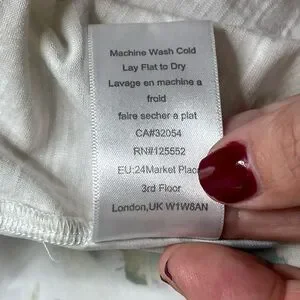 Machine Wash Cold
Lay Flat to Dry
Lavage en machine a
froid
faire secher a plat
CA#32054
RN#125552
EU:24Market Place
3rd Floor
London,UK W1W8AN